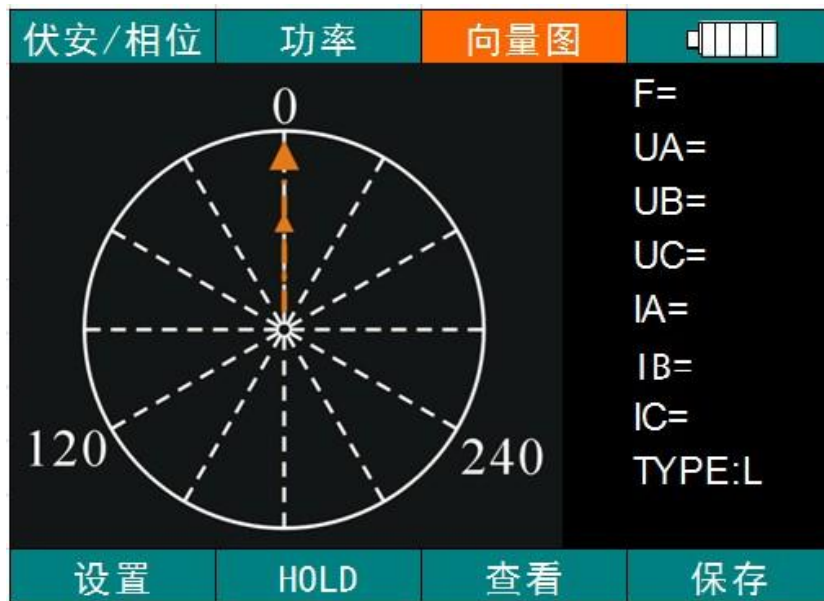 伏安/相位 功率 向量图
0
120
240
F=
UA=
UB=
UC=
IA=
IB=
IC=
TYPE:L
设置 HOLD 查看 保存